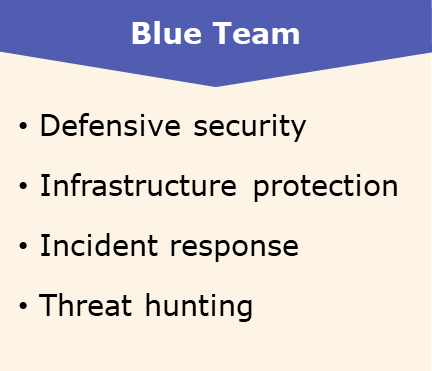 Blue Team
• Defensive security
• Infrastructure protection
• Incident response
• Threat hunting